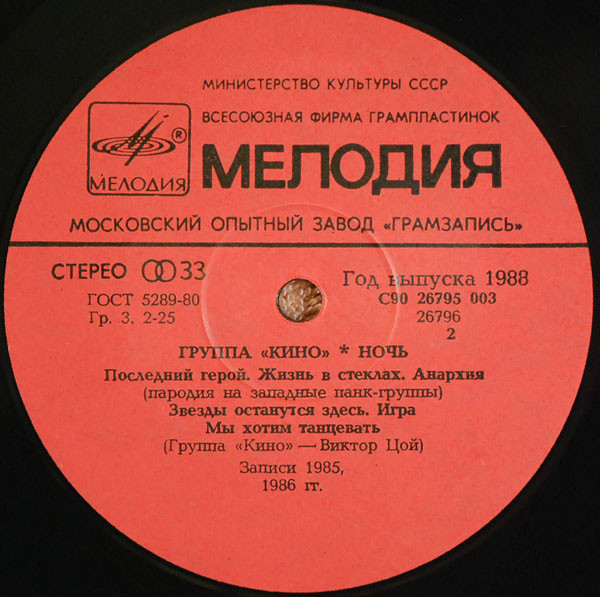 МИНИСТЕРСТВО КУЛЬТУРЫ СССР
ВСЕСОЮЗНАЯ ФИРМА ГРАМПЛАСТИНОК
® МЕЛОДИЯ
МЕЛОДИЯ
МОСКОВСКИЙ ОПЫТНЫЙ ЗАВОД «ГРАМЗАПИСЬ»
СТЕРЕО 33
Год выпуска 1988
ГОСТ 5289-80
С90 26795 003
Гр. 3. 2-25
26796
2
ГРУППА «КИНО» * НОЧЬ
Последний герой. Жизнь в стеклах. Анархия
(пародия на западные панк-группы)
Звезды останутся здесь. Игра
Мы хотим танцевать
(Группа «Кино» — Виктор Цой)
Записи 1985,
1986 гг.